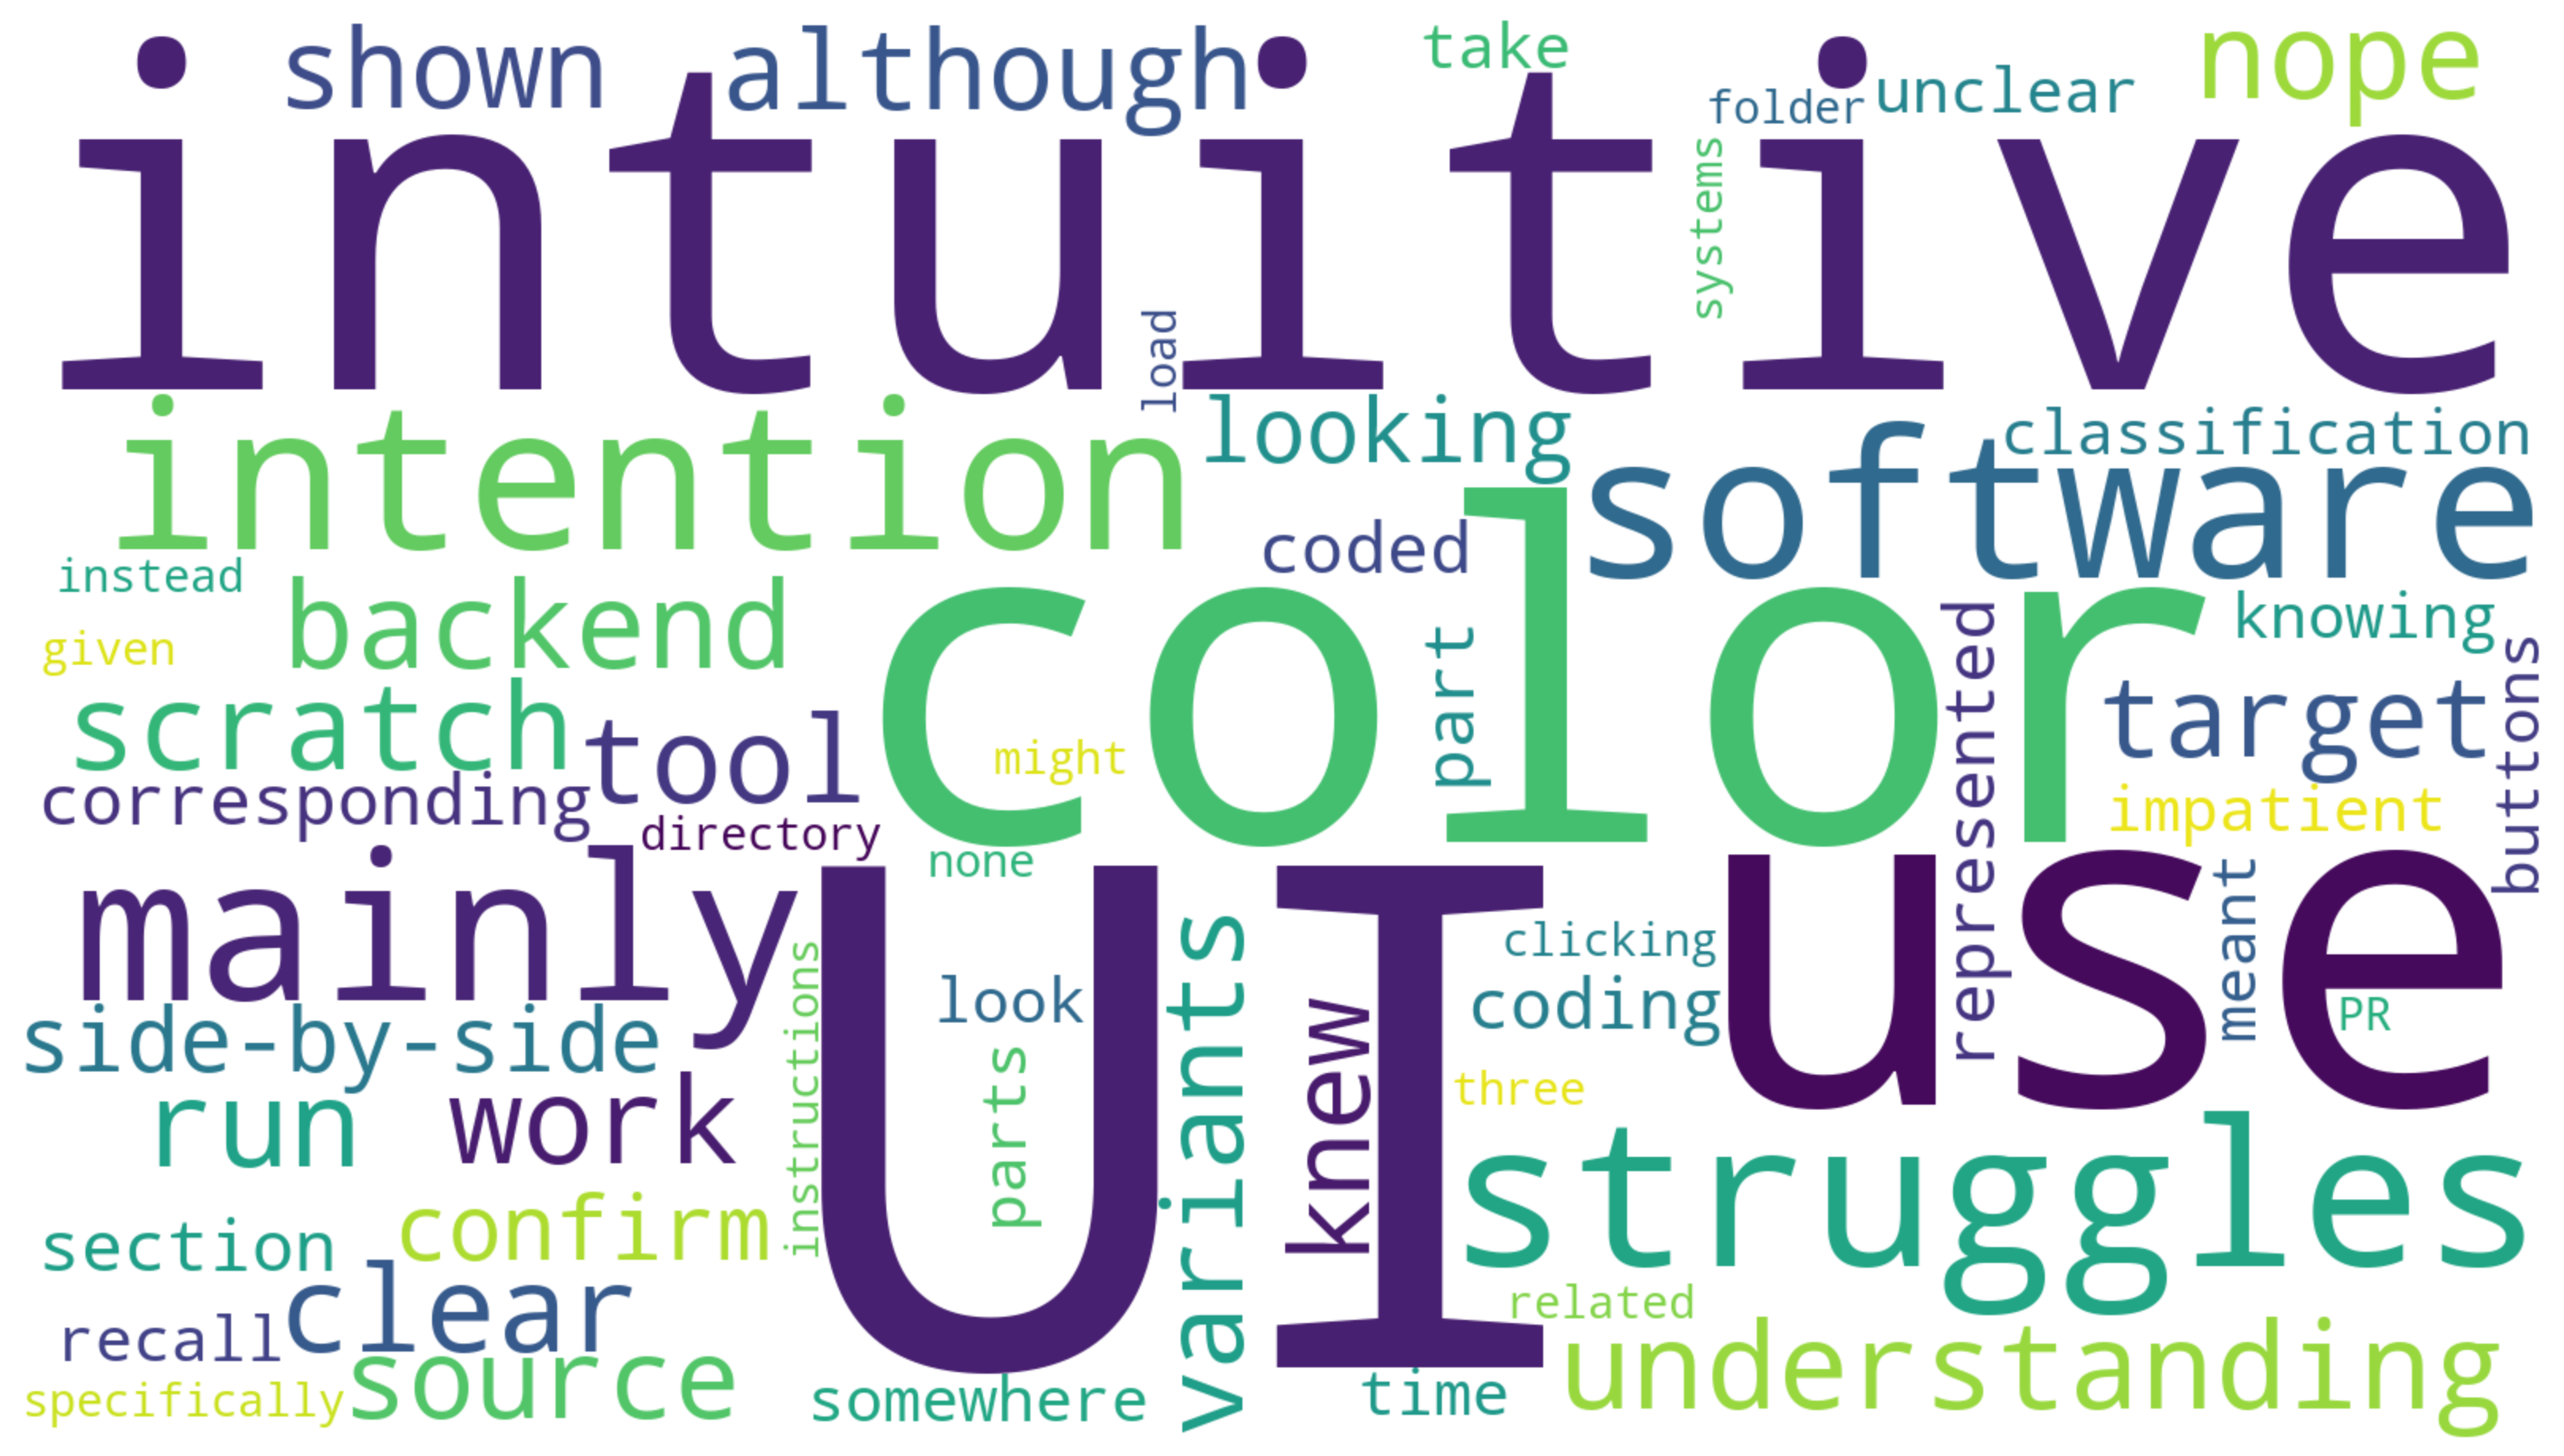 shown
although
take
folder
unclear
nope
intuitive
systems
load
intention
looking
classification
software
coded
instead
backend
color
part
represented
knowing
given
scratch
tool
might
target
buttons
corresponding
directory
impatient
none
mainly
UI
use
meant
instructions
look
variants
clicking
coding
knew
PR
side-by-side
parts
three
run
work
struggles
section
confirm
clear
related
recall
source
understanding
specifically
somewhere
time